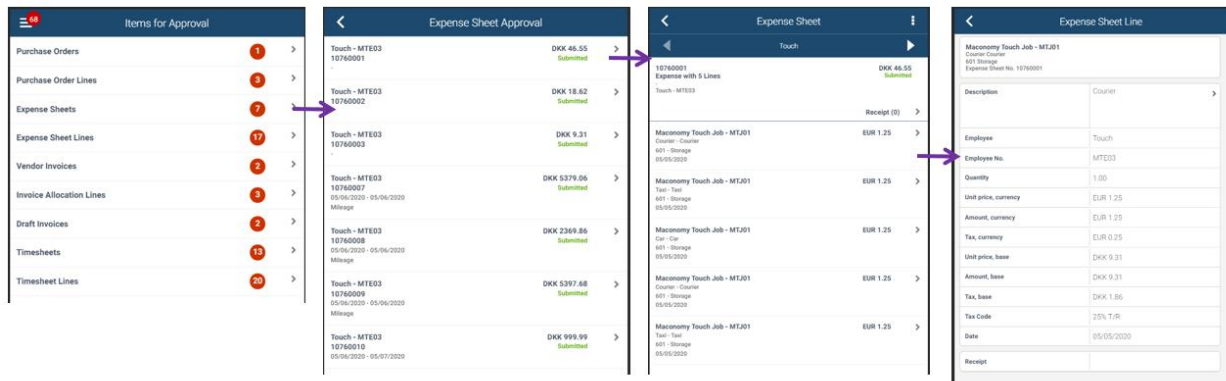 68
Items for Approval
Purchase Orders 1
Purchase Order Lines 3
Expense Sheets 7
Expense Sheet Lines 17
Vendor Invoices 2
Invoice Allocation Lines 3
Draft Invoices 2
Timesheets 13
Timesheet Lines 20
Expense Sheet Approval
Touch - MTE03 DKK 46.55
10760001 Submitted
-
Touch - MTE03 DKK 18.62
10760002 Submitted
-
Touch - MTE03 DKK 9.31
10760003 Submitted
-
Touch - MTE03 DKK 5379.06
10760007 Submitted
05/06/2020 - 05/06/2020
Mileage
Touch - MTE03 DKK 2369.86
10760008 Submitted
05/06/2020 - 05/06/2020
Mileage
Touch - MTE03 DKK 5397.68
10760009 Submitted
05/06/2020 - 05/06/2020
Mileage
Touch - MTE03 DKK 999.99
10760010 Submitted
05/06/2020 - 05/07/2020
Expense Sheet
Touch
10760001 DKK 46.55
Expense with 5 Lines Submitted
-
Touch - MTE03
Receipt (0)
Maconomy Touch Job - MTJ01 EUR 1.25
Courier - Courier
601 - Storage
05/05/2020
Maconomy Touch Job - MTJ01 EUR 1.25
Taxi - Taxi
601 - Storage
05/05/2020
Maconomy Touch Job - MTJ01 EUR 1.25
Car - Car
601 - Storage
05/05/2020
Maconomy Touch Job - MTJ01 EUR 1.25
Courier - Courier
601 - Storage
05/05/2020
Maconomy Touch Job - MTJ01 EUR 1.25
Taxi - Taxi
601 - Storage
05/05/2020
Expense Sheet Line
Maconomy Touch Job - MTJ01
Courier Courier
601 Storage
Expense Sheet No. 10760001
Description Courier
Employee Touch
Employee No. MTE03
Quantity 1.00
Unit price, currency EUR 1.25
Amount, currency EUR 1.25
Tax, currency EUR 0.25
Unit price, base DKK 9.31
Amount, base DKK 9.31
Tax, base DKK 1.86
Tax Code 25% T/R
Date 05/05/2020
Receipt